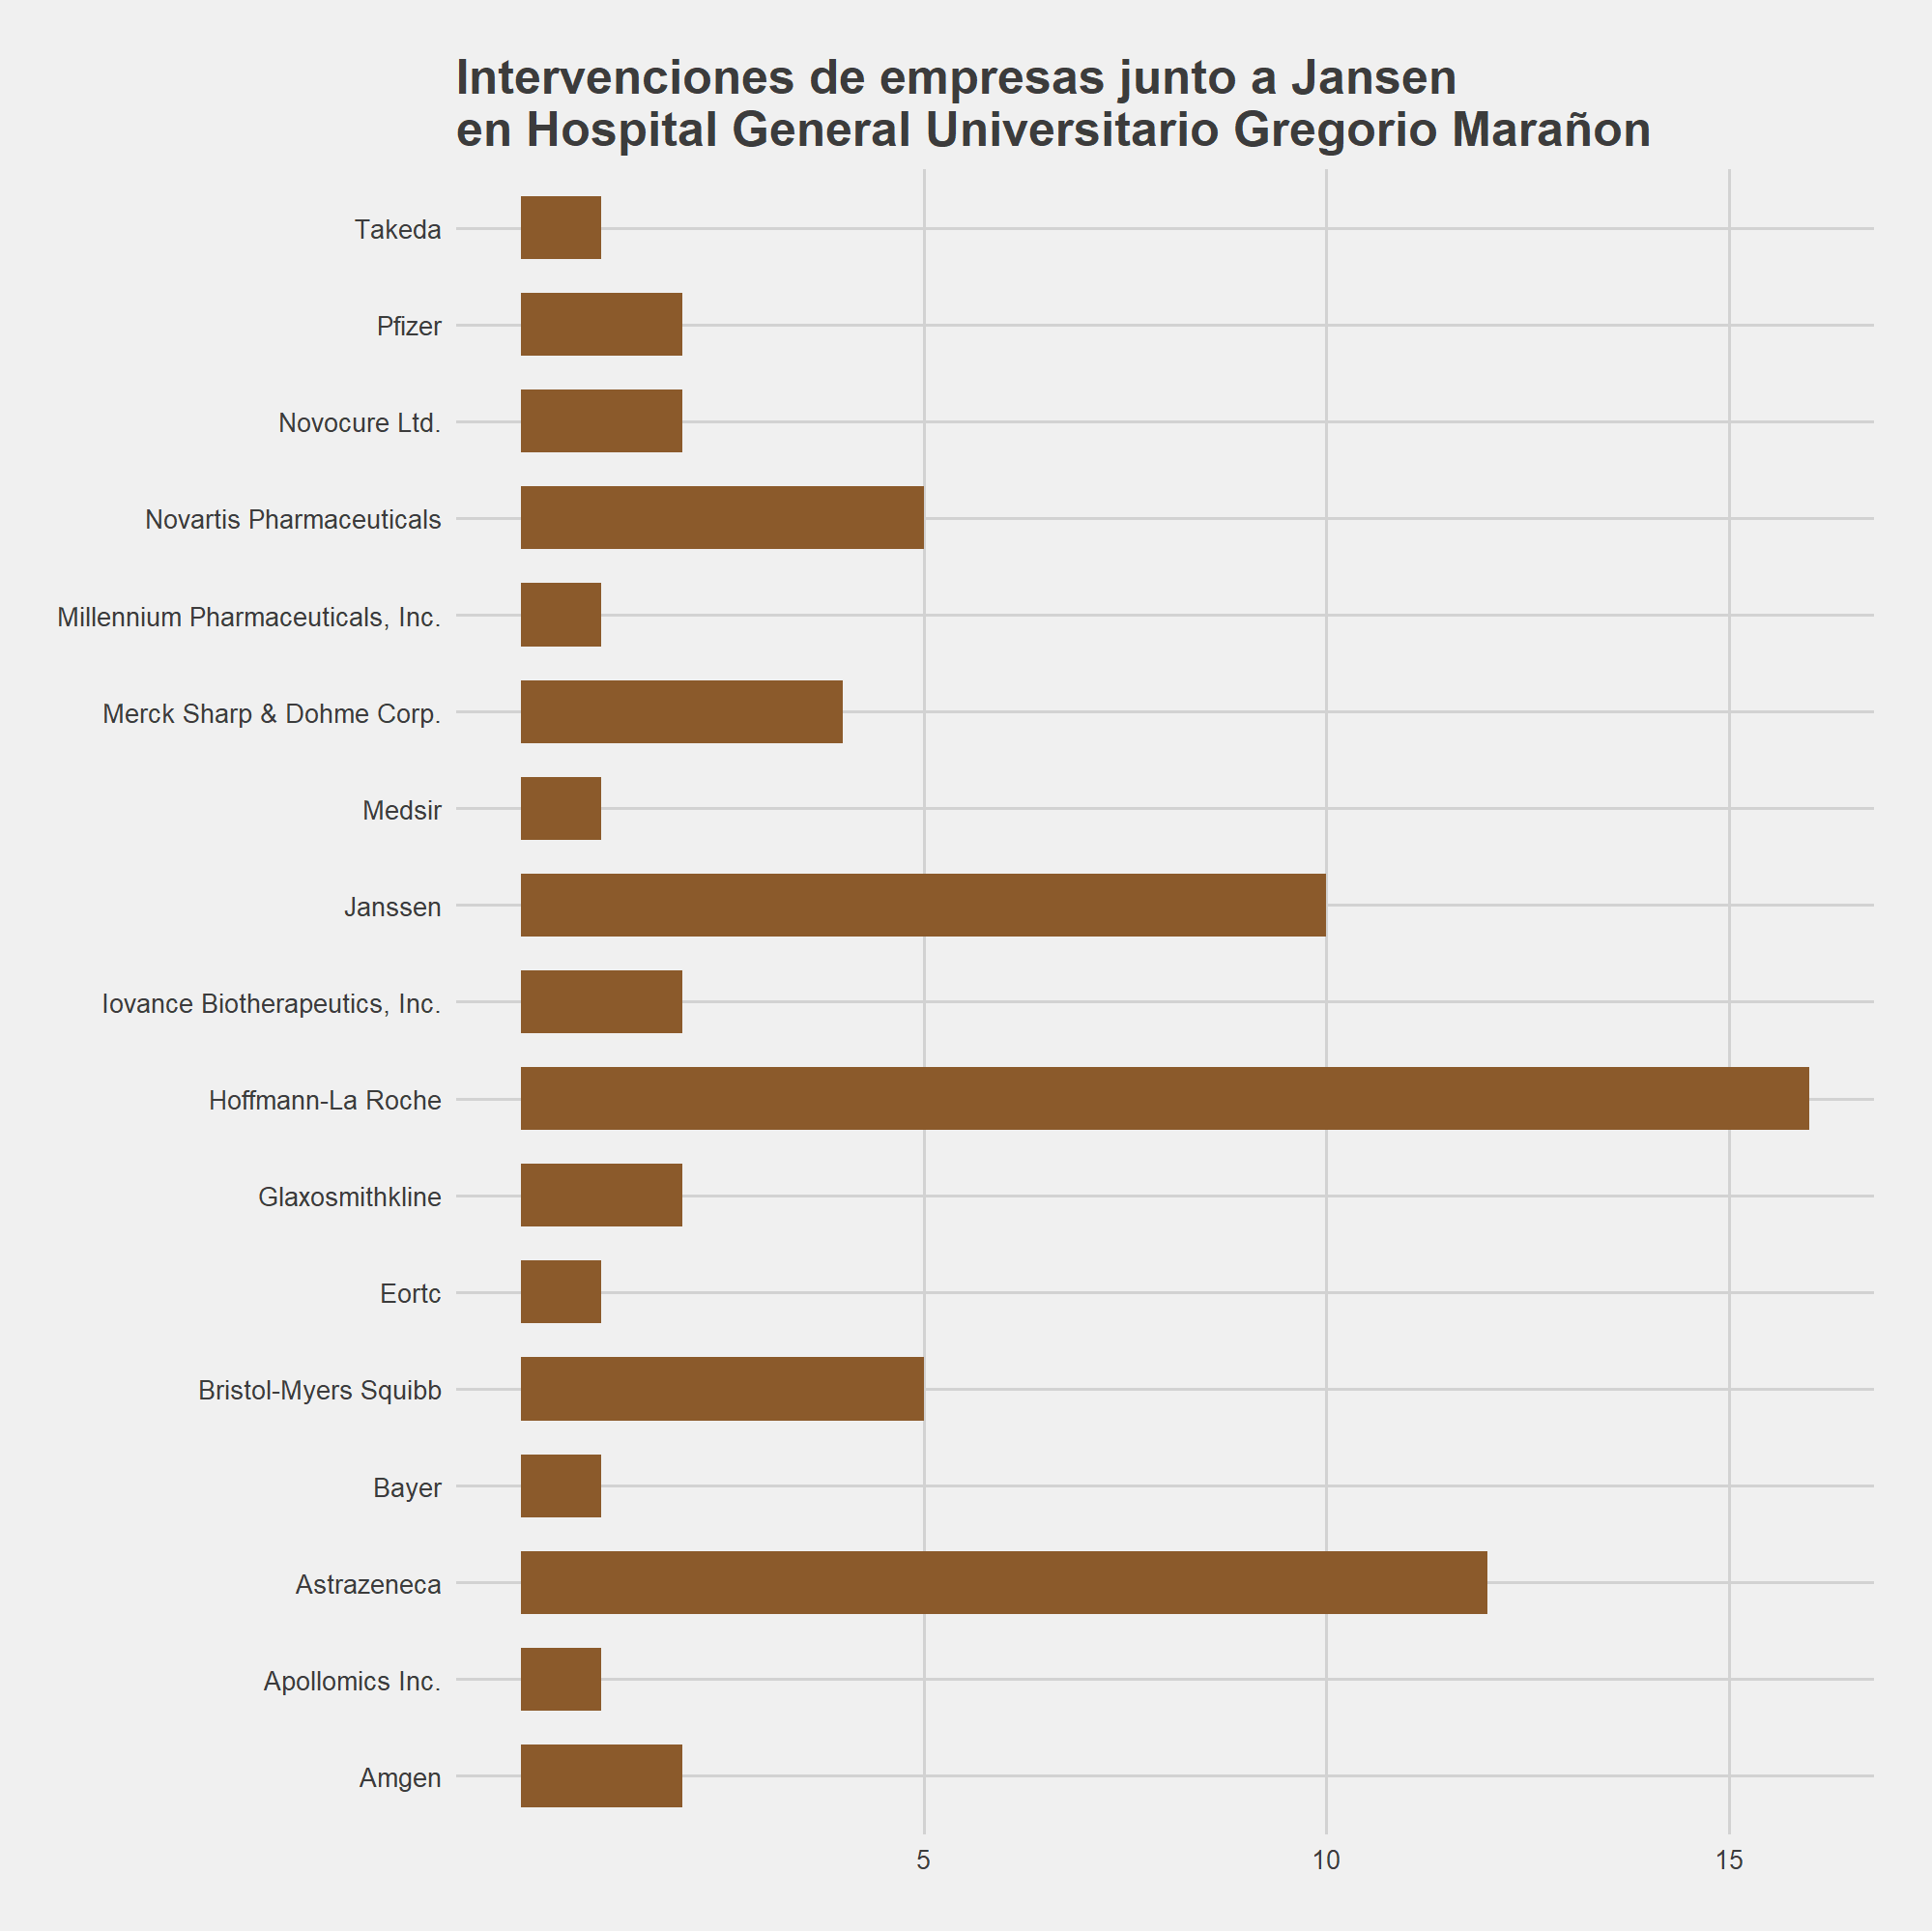 Intervenciones de empresas junto a Jansen
en Hospital General Universitario Gregorio Marañon
Takeda
Pfizer
Novocure Ltd.
Novartis Pharmaceuticals
Millennium Pharmaceuticals, Inc.
Merck Sharp & Dohme Corp.
Medsir
Janssen
Iovance Biotherapeutics, Inc.
Hoffmann-La Roche
Glaxosmithkline
Eortc
Bristol-Myers Squibb
Bayer
Astrazeneca
Apollomics Inc.
Amgen
5 10 15